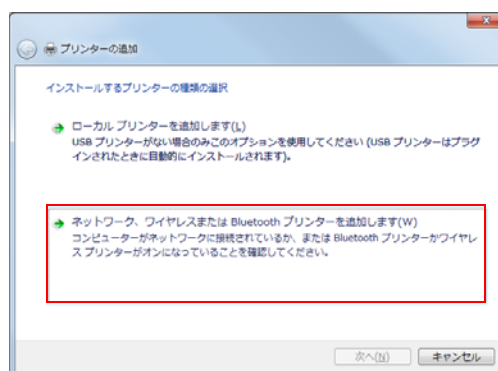 プリンターの追加
インストールするプリンターの種類の選択
ローカル プリンターを追加します(L)
USB プリンターがない場合のみこのオプションを使用してください (USB プリンターはプラグ
インされたときに自動的にインストールされます)。
ネットワーク、ワイヤレスまたは Bluetooth プリンターを追加します(W)
コンピューターがネットワークに接続されているか、または Bluetooth プリンターかワイヤレ
ス プリンターがオンになっていることを確認してください。
次へ(N) キャンセル